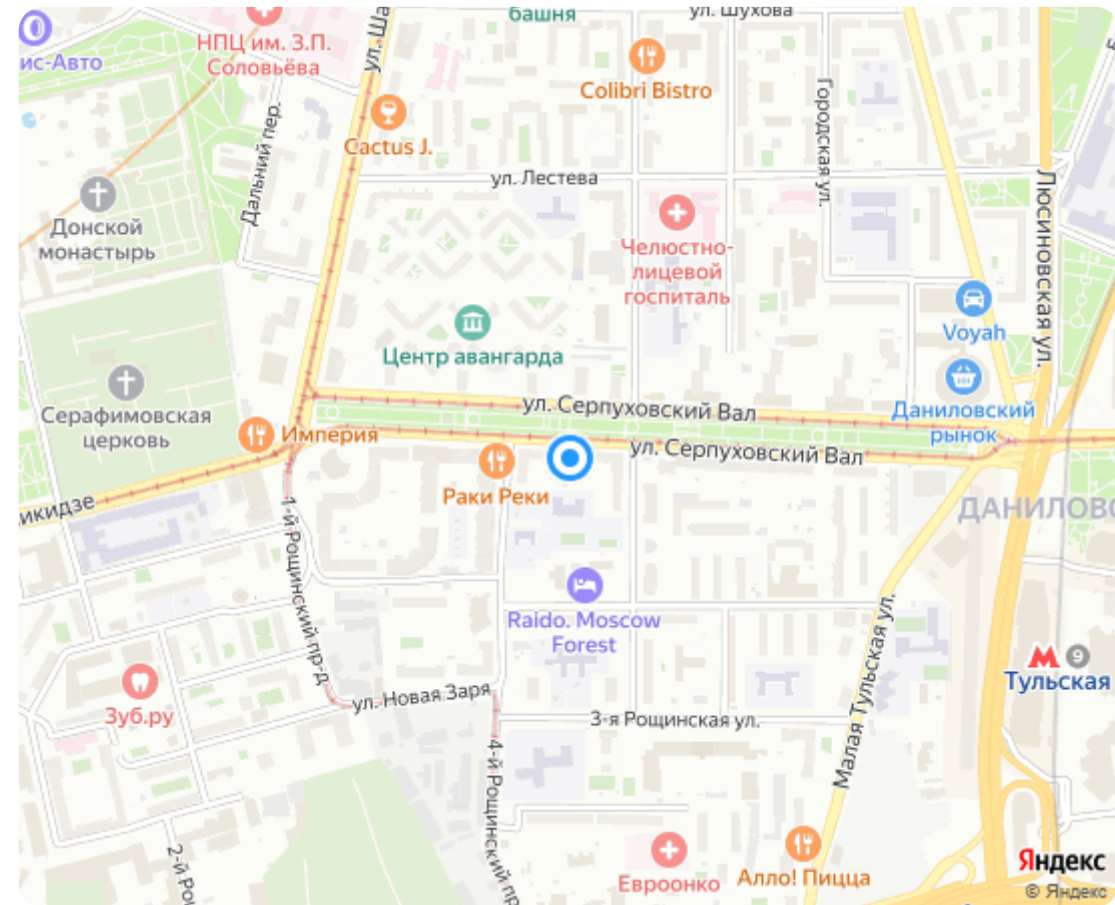 башня
ул. Шухова
НПЦ им. З.П.
Соловьёва
ул. Ша
ис-Авто
Colibri Bistro
Городская ул.
Cactus J.
Дальний пер.
ул. Лестева
Люсиновская ул.
Донской
монастырь
Челюстно-
лицевой
госпиталь
Voyah
Центр авангарда
Серафимовская
церковь
ул. Серпуховский Вал
Даниловский
рынок
Империя
ул. Серпуховский Вал
Раки Реки
икидзе
ДАНИЛОВС
1-й Рощинский пр-д
Raido. Moscow
Forest
Малая Тульская ул.
9
Тульская
Зуб.ру
ул. Новая Заря
3-я Рощинская ул.
4-й Рощинский пр
2-й Ро
Евроонко
Алло! Пицца
Яндекс
© Яндекс